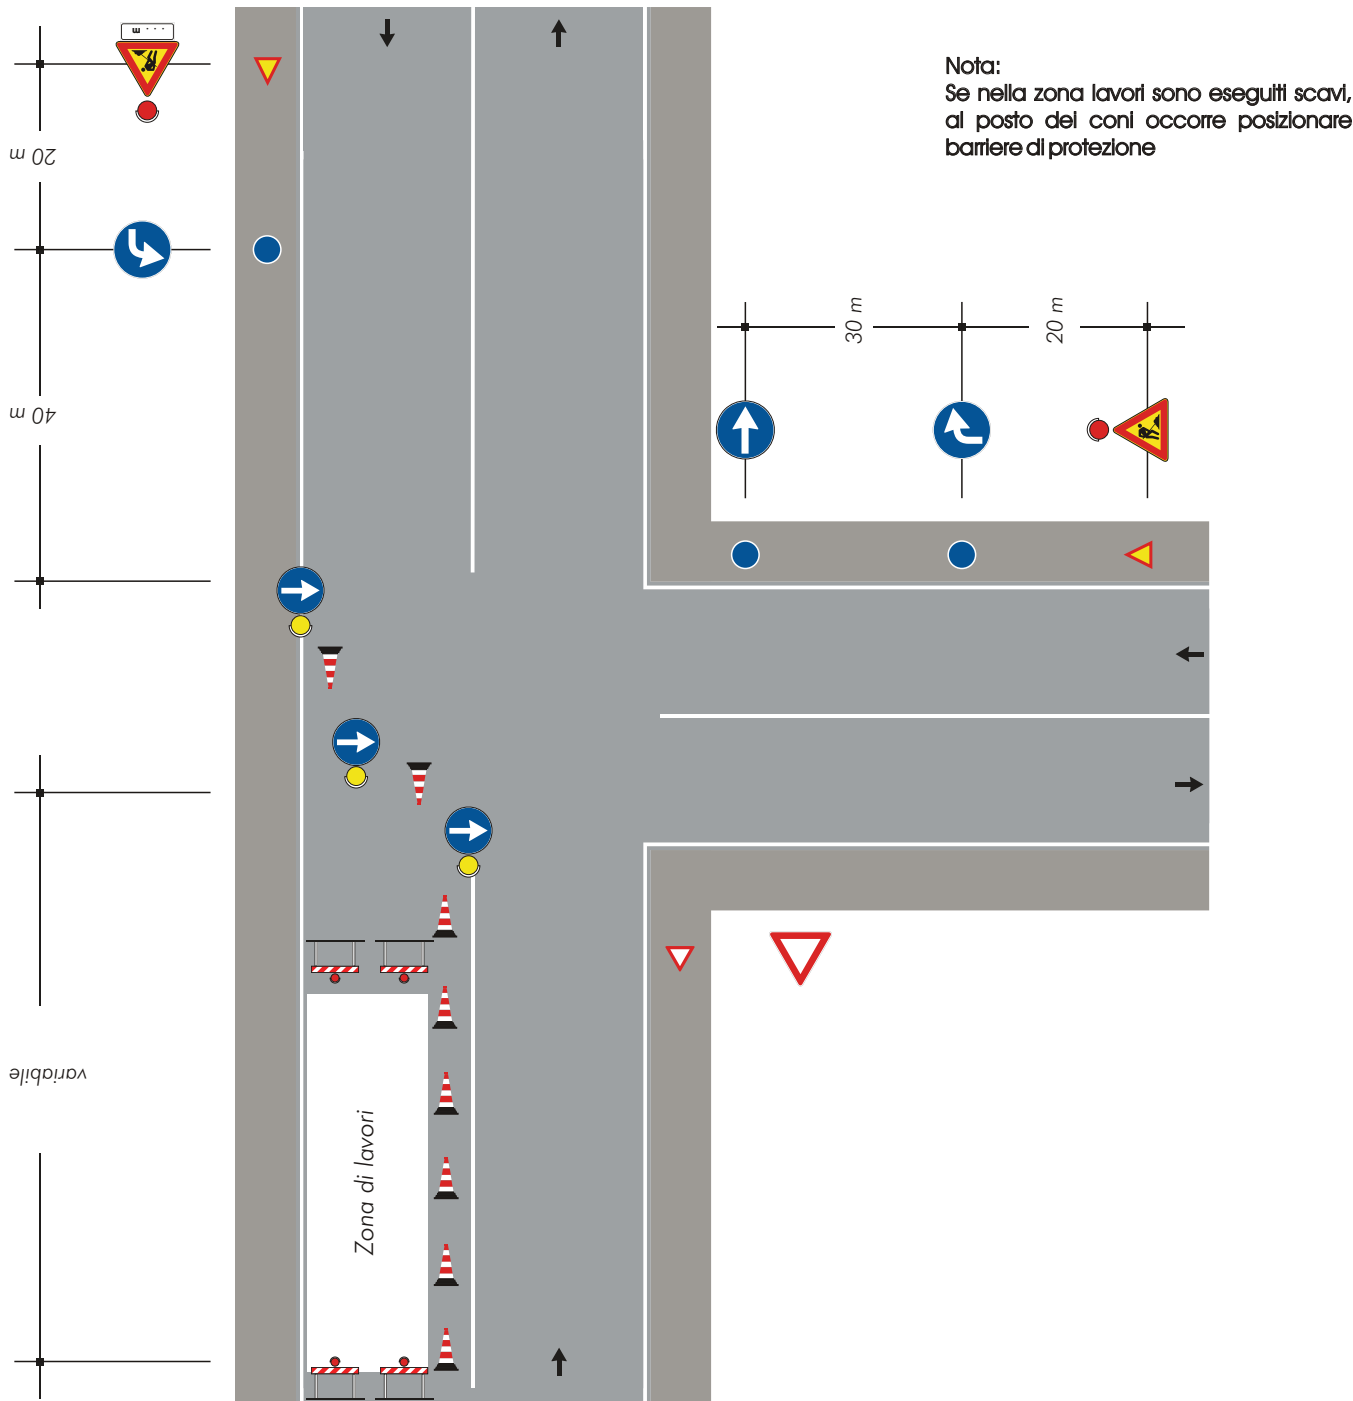 Nota:
Se nella zona lavori sono eseguiti scavi,
al posto dei coni occorre posizionare
barriere di protezione
20 m
40 m
30 m
20 m
variabile
Zona di lavori